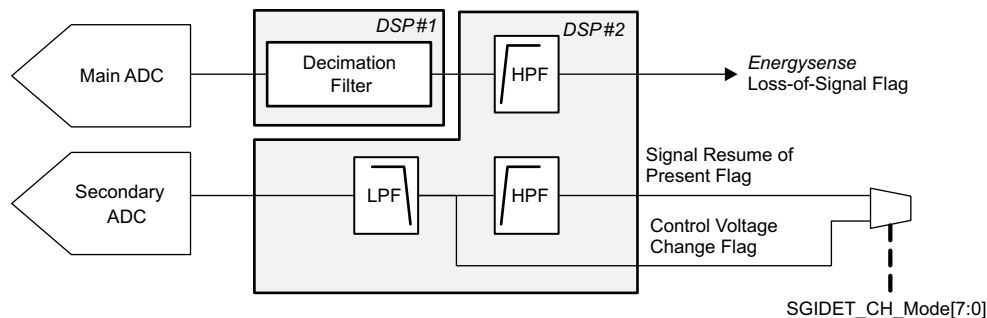 DSP#1
DSP#2
Main ADC
Decimation
Filter
HPF
Energysense
Loss-of-Signal Flag
Secondary
ADC
LPF
HPF
Signal Resume of
Present Flag
Control Voltage
Change Flag
SGIDET_CH_Mode[7:0]